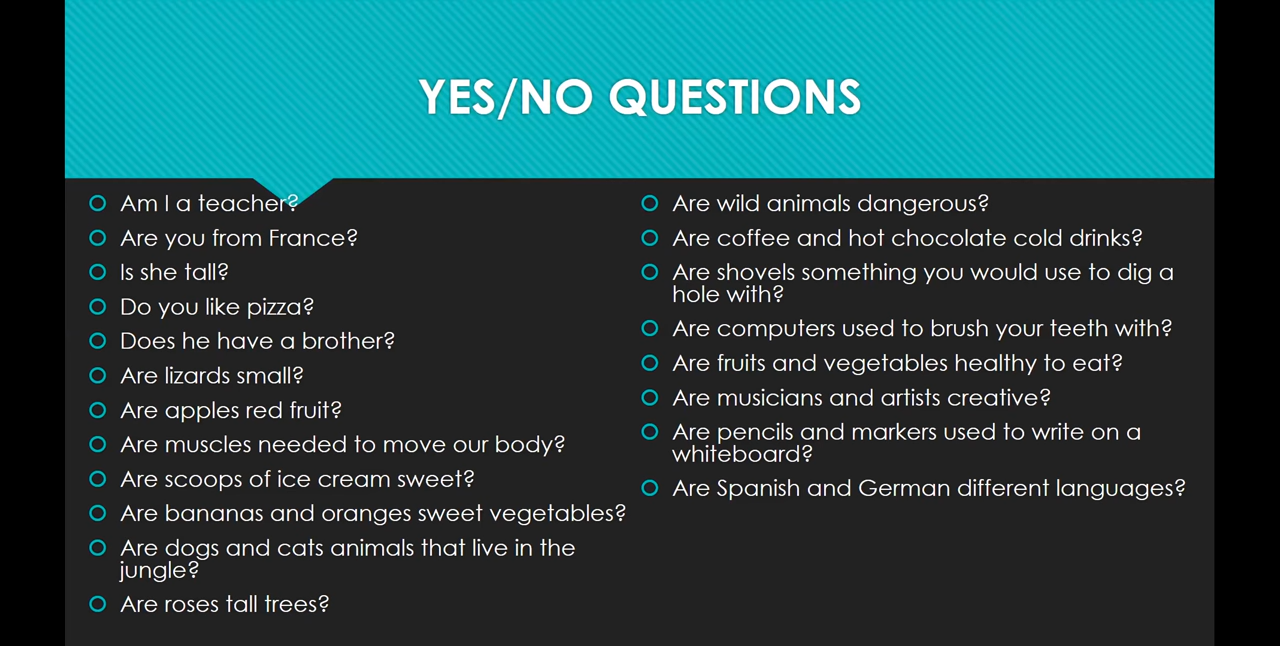 YES/NO QUESTIONS
Am I a teacher?
Are you from France?
Is she tall?
Do you like pizza?
Does he have a brother?
Are lizards small?
Are apples red fruit?
Are muscles needed to move our body?
Are scoops of ice cream sweet?
Are bananas and oranges sweet vegetables?
Are dogs and cats animals that live in the
jungle?
Are roses tall trees?
Are wild animals dangerous?
Are coffee and hot chocolate cold drinks?
Are shovels something you would use to dig a
hole with?
Are computers used to brush your teeth with?
Are fruits and vegetables healthy to eat?
Are musicians and artists creative?
Are pencils and markers used to write on a
whiteboard?
Are Spanish and German different languages?